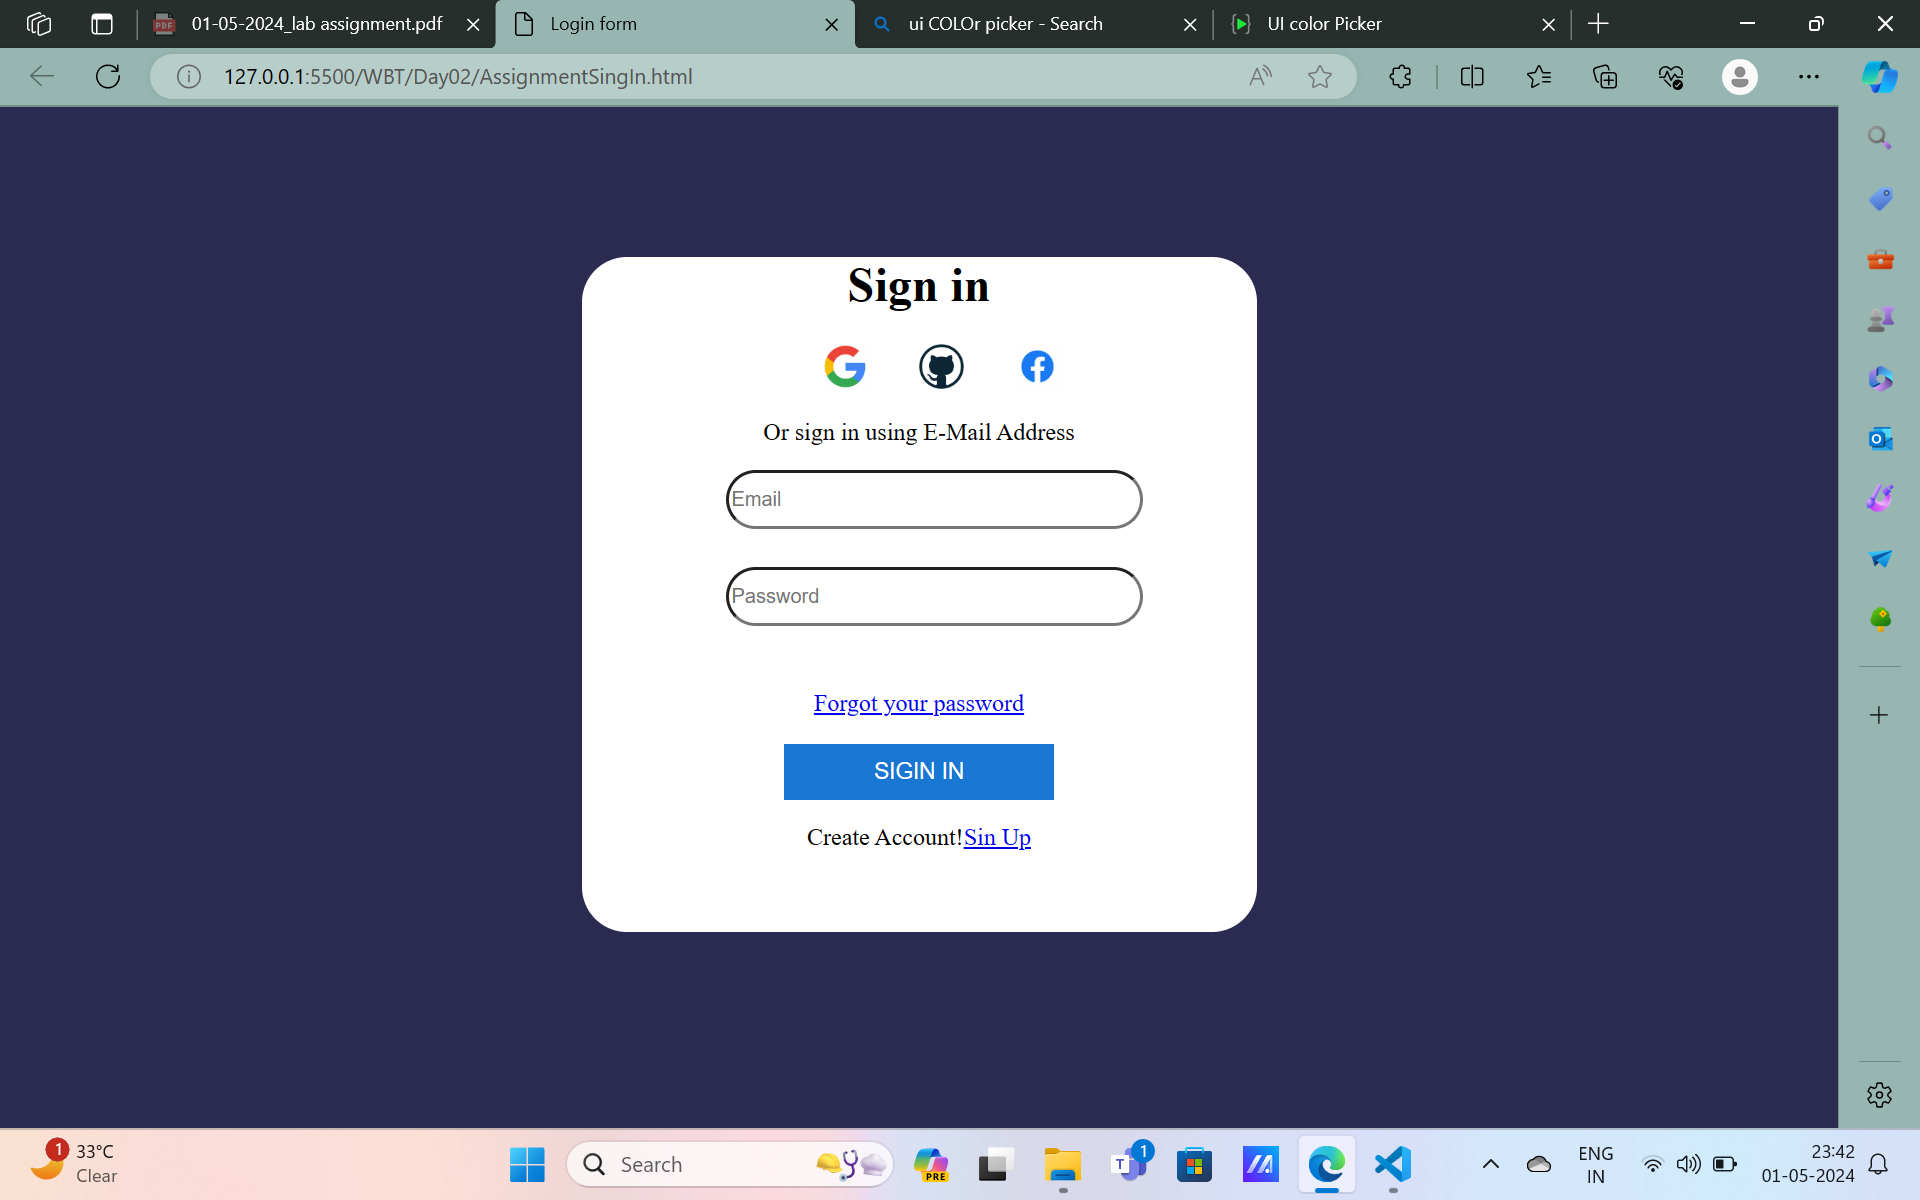 01-05-2024_lab assignment.pdf
Login form
ui COLOr picker - Search
UI color Picker
127.0.0.1:5500/WBT/Day02/AssignmentSingIn.html
Sign in
Or sign in using E-Mail Address
Email
Password
Forgot your password
SIGIN IN
Create Account!Sin Up
1
33°C
Clear
Search
PRE
T
1
ENG
IN
23:42
01-05-2024